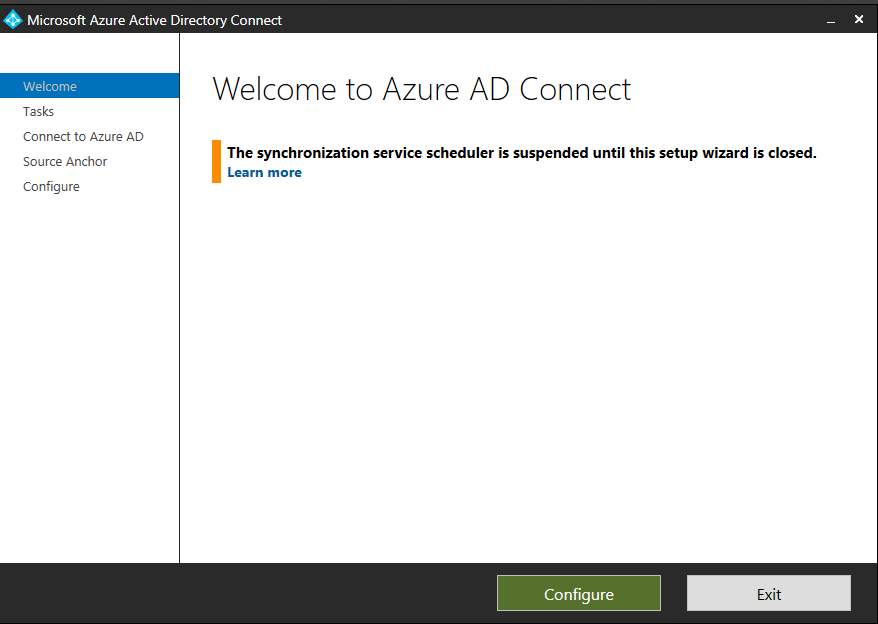 Microsoft Azure Active Directory Connect
Welcome
Tasks
Connect to Azure AD
Source Anchor
Configure
Welcome to Azure AD Connect
The synchronization service scheduler is suspended until this setup wizard is closed.
Learn more
Configure
Exit